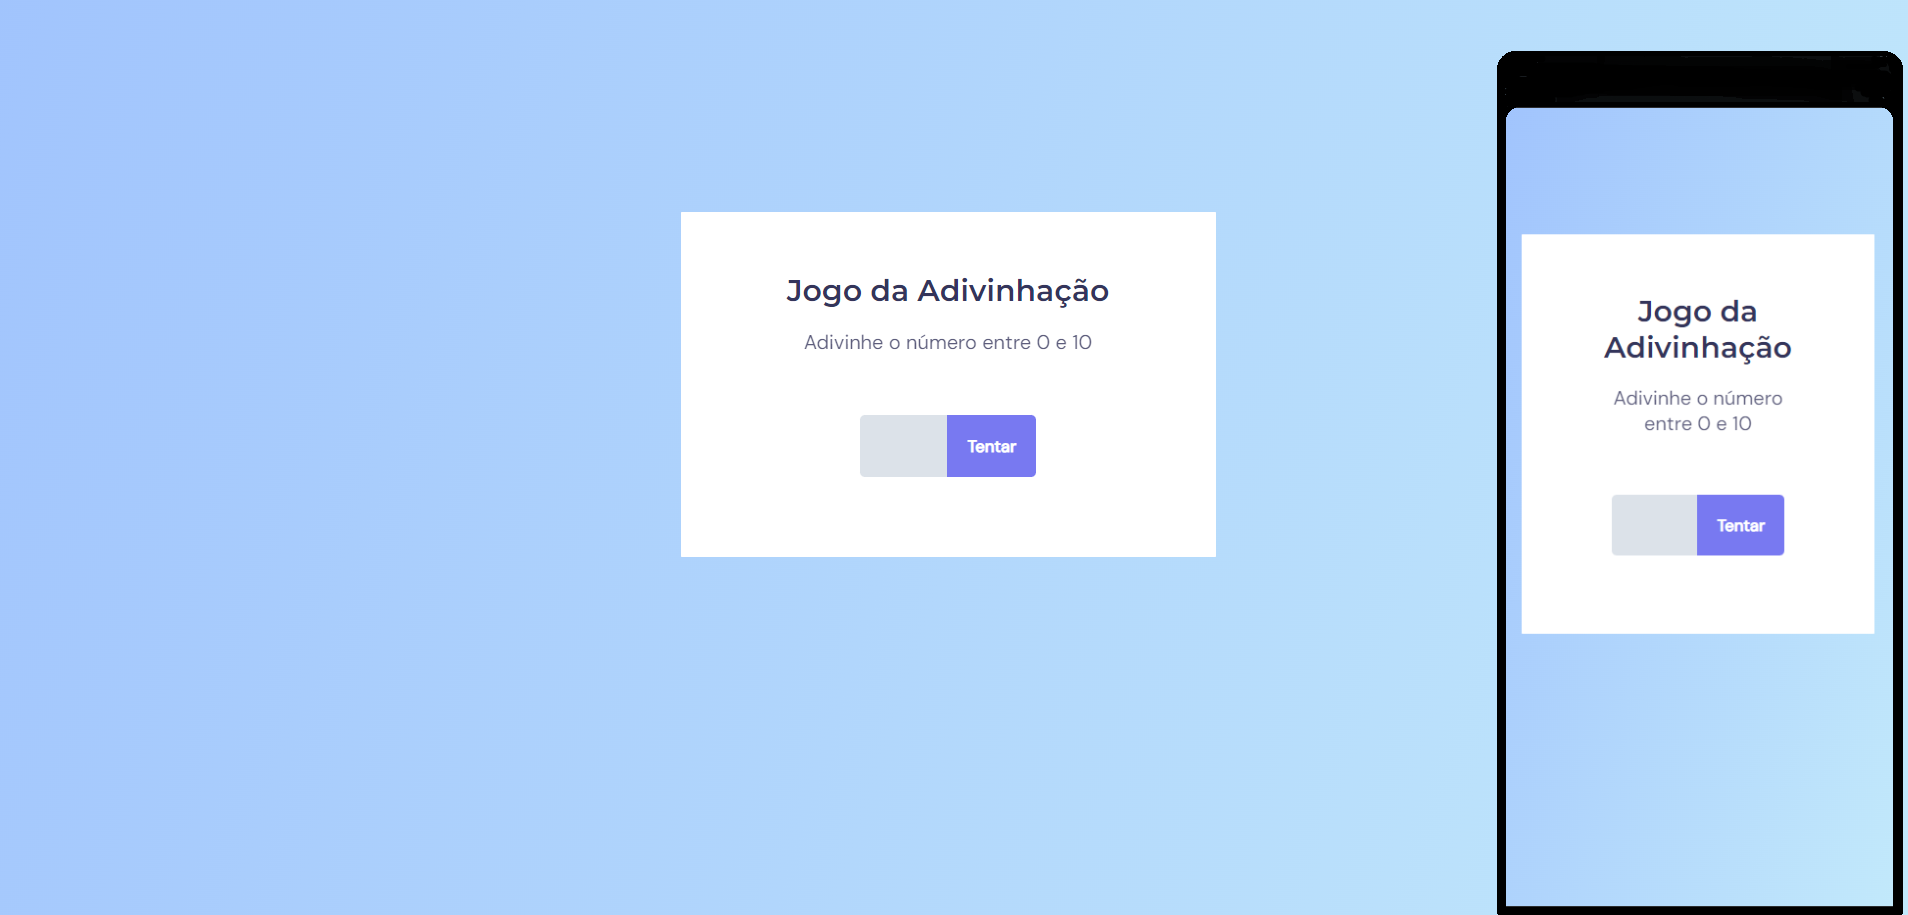 Jogo da Adivinhação
Adivinhe o número entre 0 e 10
Tentar
Jogo da
Adivinhação
Adivinhe o número
entre 0 e 10
Tentar